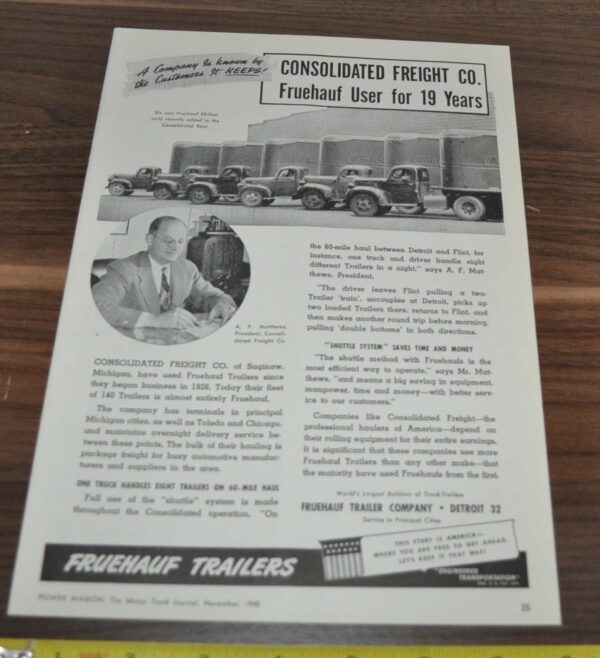 A Company Is known by
the Customers It KEEPS!
CONSOLIDATED FREIGHT CO.
Fruehauf User for 19 Years
Six new Fruehauf 28-foot
units recently added to the
Consolidated fleet.
A. F. Matthews,
President, Consoli-
dated Freight Co.
CONSOLIDATED FREIGHT CO. of Saginaw,
Michigan, have used Fruehauf Trailers since
they began business in 1926. Today their fleet
of 140 Trailers is almost entirely Fruehauf.
The company has terminals in principal
Michigan cities, as well as Toledo and Chicago,
and maintains overnight delivery service be-
tween these points. The bulk of their hauling is
package freight for busy automotive manufac-
turers and suppliers in the area.
ONE TRUCK HANDLES EIGHT TRAILERS ON 60-MILE HAUL
Full use of the "shuttle" system is made
throughout the Consolidated operation. "On
the 60-mile haul between Detroit and Flint, for
instance, one truck and driver handle eight
different Trailers in a night," says A. F. Mat-
thews, President.
"The driver leaves Flint pulling a two-
Trailer 'train', uncouples at Detroit, picks up
two loaded Trailers there, returns to Flint, and
then makes another round trip before morning,
pulling 'double bottoms' in both directions.
"SHUTTLE SYSTEM" SAVES TIME AND MONEY
"The shuttle method with Fruehaufs is the
most efficient way to operate," says Mr. Mat-
thews, "and means a big saving in equipment,
manpower, time and money—with better serv-
ice to our customers."
Companies like Consolidated Freight—the
professional haulers of America—depend on
their rolling equipment for their entire earnings.
It is significant that these companies use more
Fruehauf Trailers than any other make—that
the majority have used Fruehaufs from the first.
World's Largest Builders of Truck-Trailers
FRUEHAUF TRAILER COMPANY • DETROIT 32
Service in Principal Cities
FRUEHAUF TRAILERS
THIS STORY IS AMERICA—
WHERE YOU ARE FREE TO GET AHEAD.
LET'S KEEP IT THAT WAY!
"ENGINEERED
TRANSPORTATION"
POWER WAGON, The Motor Truck Journal, November, 1945
25
1 2 3 4 5 6